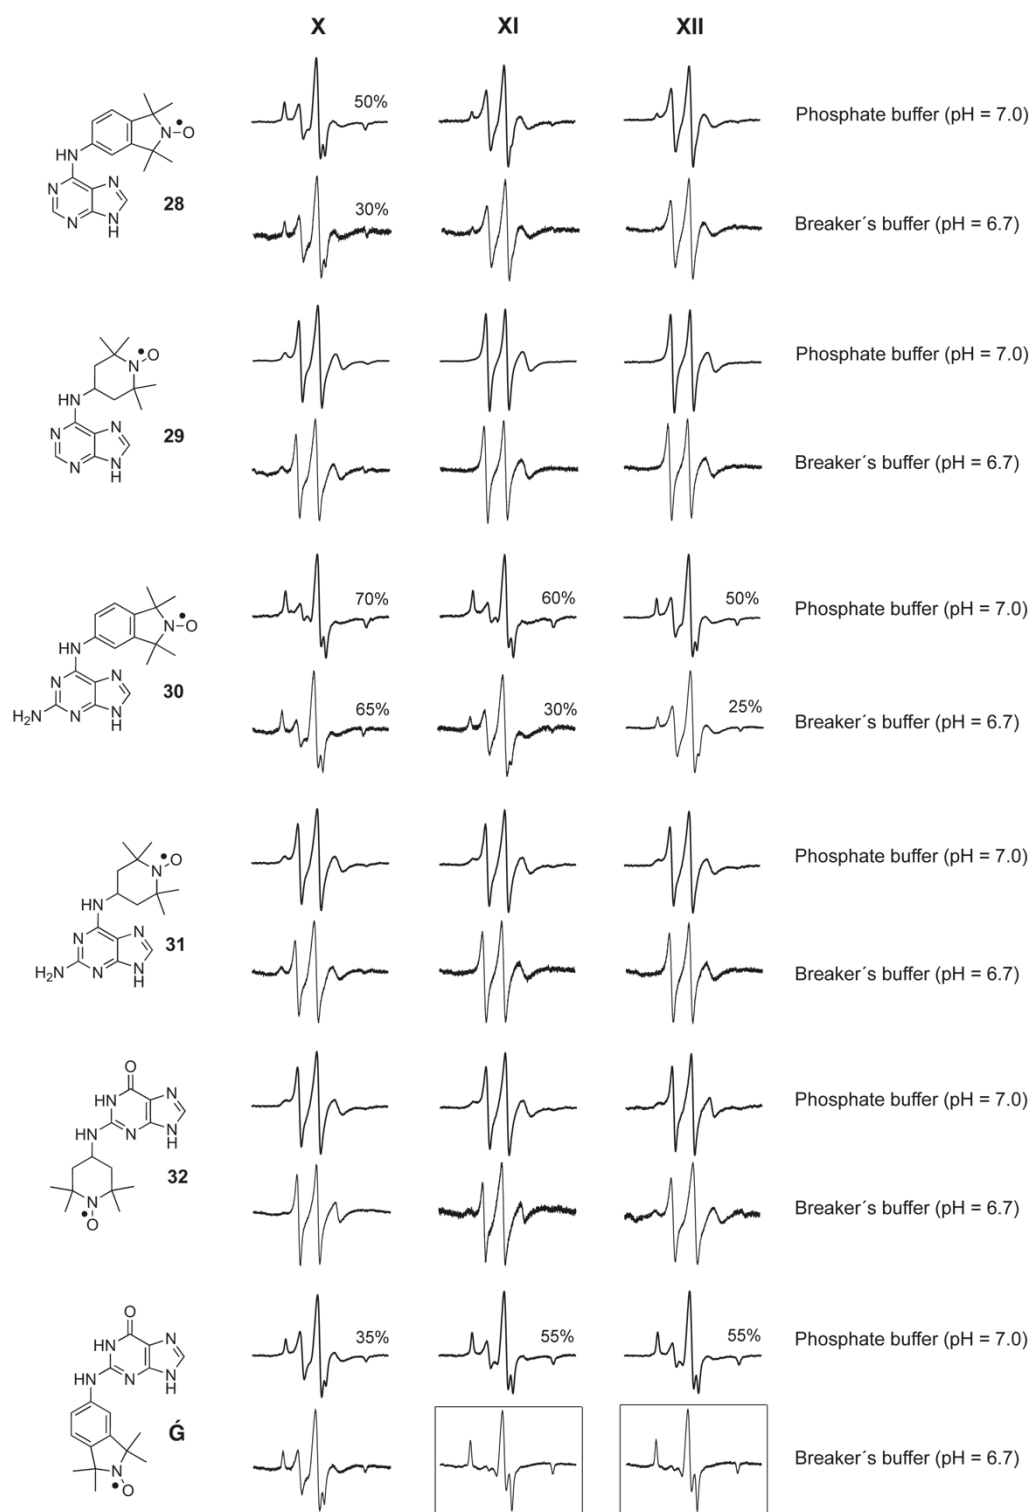 X XI XII
50% Phosphate buffer (pH = 7.0)
N–O
HN
N N
N N
H
28
30% Breaker´s buffer (pH = 6.7)
Phosphate buffer (pH = 7.0)
O
N
HN
N N
N N
H
29
Breaker´s buffer (pH = 6.7)
70% 60% 50% Phosphate buffer (pH = 7.0)
N–O
HN
N N
H₂N N N
H
30
65% 30% 25% Breaker´s buffer (pH = 6.7)
Phosphate buffer (pH = 7.0)
O
N
HN
N N
H₂N N N
H
31
Breaker´s buffer (pH = 6.7)
O
HN N
N N
H
HN
Phosphate buffer (pH = 7.0)
32
N
O
Breaker´s buffer (pH = 6.7)
O
HN N
N N
H
HN
35% 55% 55% Phosphate buffer (pH = 7.0)
Ǵ
N
O
Breaker´s buffer (pH = 6.7)